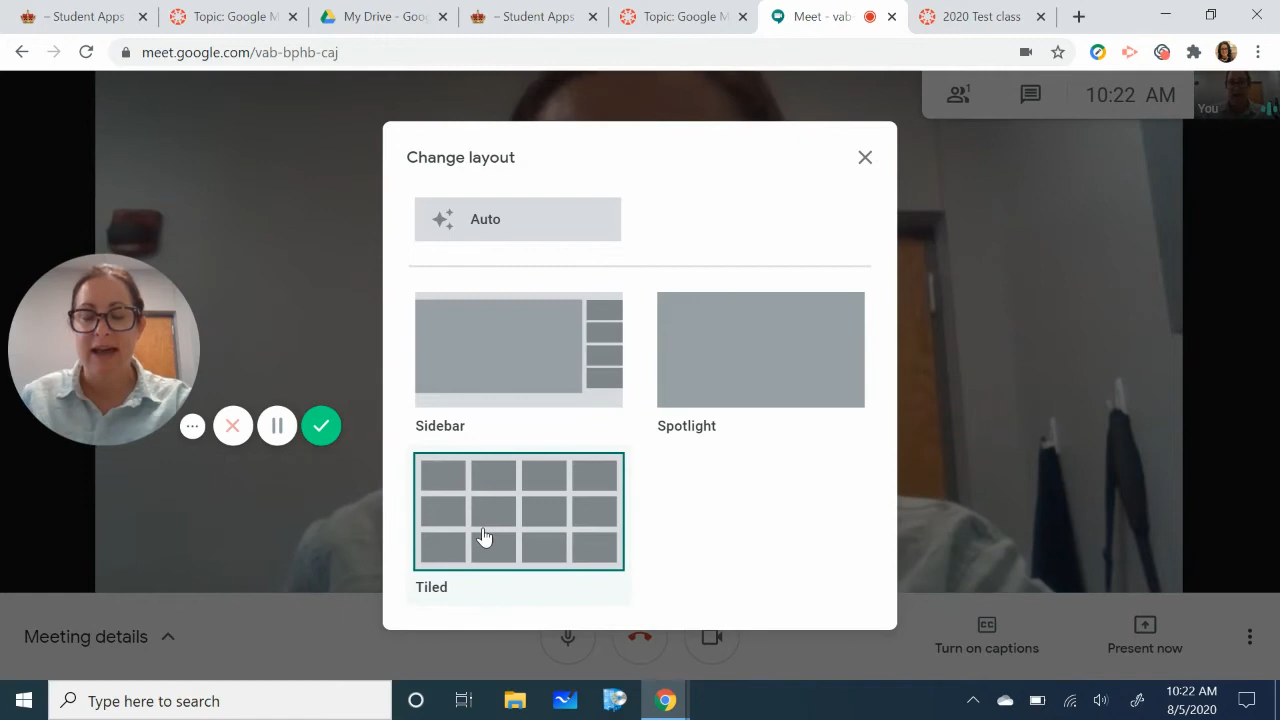 – Student Apps
Topic: Google M
My Drive - Goo
– Student Apps
Topic: Google M
Meet – vab-
2020 Test class
meet.google.com/vab-bphb-caj
1
10:22 AM
You
Change layout
Auto
Sidebar
Spotlight
Tiled
Meeting details
CC
Turn on captions
Present now
Type here to search
10:22 AM
8/5/2020